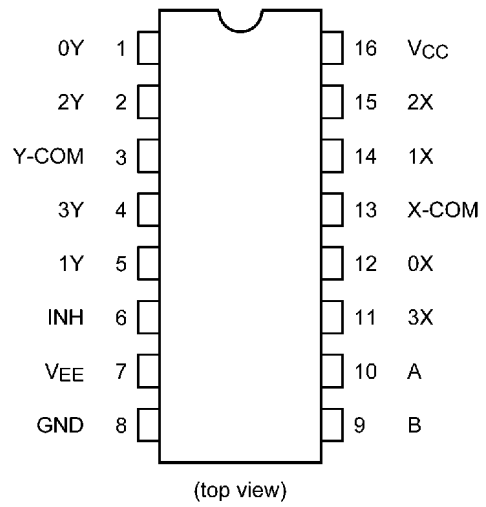 0Y 1 16 VCC
2Y 2 15 2X
Y-COM 3 14 1X
3Y 4 13 X-COM
1Y 5 12 0X
INH 6 11 3X
VEE 7 10 A
GND 8 9 B
(top view)